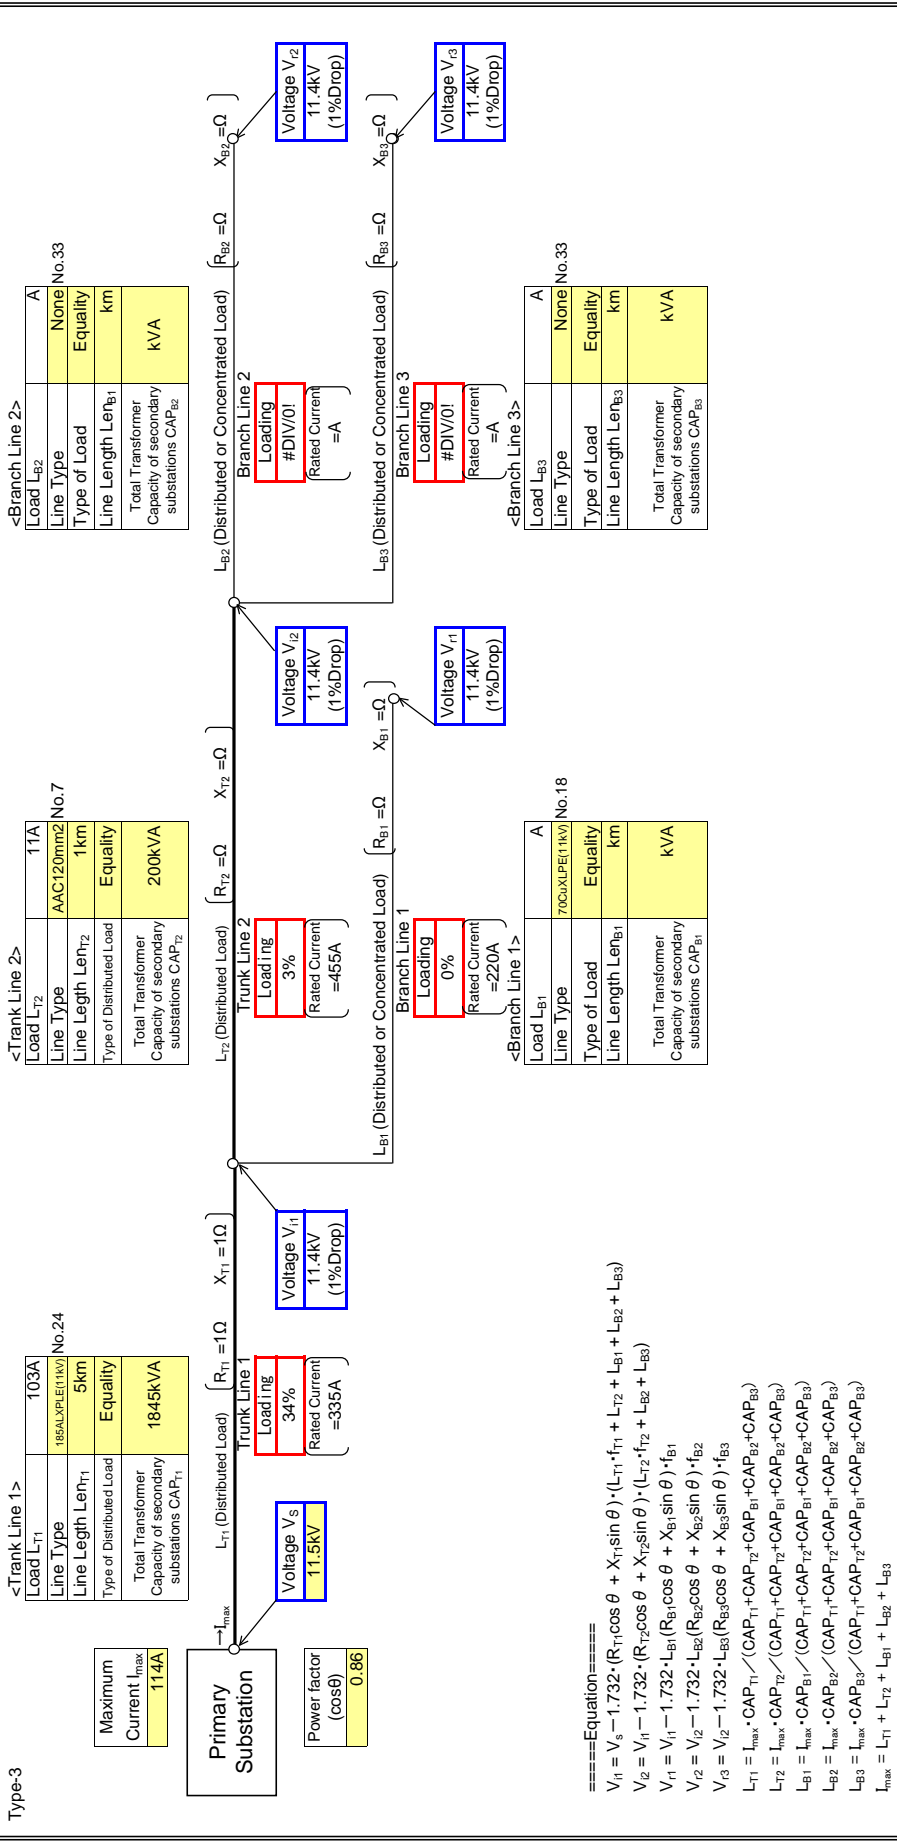 Type-3
Maximum
Current Imax
114A
Primary
Substation
Power factor
(cosθ)
0.86
→Imax
Voltage VS
11.5kV
<Trank Line 1>
Load LT1 103A
Line Type 185ALXPLE(11kV) No.24
Line Legth LenT1 5km
Type of Distributed Load Equality
Total Transformer
Capacity of secondary
substations CAPT1
1845kVA
LT1 (Distributed Load) RT1 =1Ω XT1 =1Ω
Trunk Line 1
Loading
34%
Rated Current
=335A
Voltage Vi1
11.4kV
(1%Drop)
<Trank Line 2>
Load LT2 11A
Line Type AAC120mm2 No.7
Line Legth LenT2 1km
Type of Distributed Load Equality
Total Transformer
Capacity of secondary
substations CAPT2
200kVA
LT2 (Distributed Load) RT2 =Ω XT2 =Ω
Trunk Line 2
Loading
3%
Rated Current
=455A
Voltage Vi2
11.4kV
(1%Drop)
LB1 (Distributed or Concentrated Load) RB1 =Ω XB1 =Ω
Branch Line 1
Loading
0%
Rated Current
=220A
Voltage Vr1
11.4kV
(1%Drop)
<Branch Line 1>
Load LB1 A
Line Type 70CuXLPE(11kV) No.18
Type of Load Equality
Line Length LenB1 km
Total Transformer
Capacity of secondary
substations CAPB1
kVA
<Branch Line 2>
Load LB2 A
Line Type None No.33
Type of Load Equality
Line Length LenB1 km
Total Transformer
Capacity of secondary
substations CAPB2
kVA
LB2 (Distributed or Concentrated Load) RB2 =Ω XB2 =Ω
Branch Line 2
Loading
#DIV/0!
Rated Current
=A
Voltage Vr2
11.4kV
(1%Drop)
LB3 (Distributed or Concentrated Load) RB3 =Ω XB3 =Ω
Branch Line 3
Loading
#DIV/0!
Rated Current
=A
Voltage Vr3
11.4kV
(1%Drop)
<Branch Line 3>
Load LB3 A
Line Type None No.33
Type of Load Equality
Line Length LenB3 km
Total Transformer
Capacity of secondary
substations CAPB3
kVA
=====Equation=====
Vi1 = Vs−1.732・(RT1cos θ + XT1sin θ)・(LT1・fT1 + LT2 + LB1 + LB2 + LB3)
Vi2 = Vi1−1.732・(RT2cos θ + XT2sin θ)・(LT2・fT2 + LB2 + LB3)
Vr1 = Vi1−1.732・LB1(RB1cos θ + XB1sin θ)・fB1
Vr2 = Vi2−1.732・LB2(RB2cos θ + XB2sin θ)・fB2
Vr3 = Vi2−1.732・LB3(RB3cos θ + XB3sin θ)・fB3
LT1 = Imax・CAPT1／(CAPT1+CAPT2+CAPB1+CAPB2+CAPB3)
LT2 = Imax・CAPT2／(CAPT1+CAPT2+CAPB1+CAPB2+CAPB3)
LB1 = Imax・CAPB1／(CAPT1+CAPT2+CAPB1+CAPB2+CAPB3)
LB2 = Imax・CAPB2／(CAPT1+CAPT2+CAPB1+CAPB2+CAPB3)
LB3 = Imax・CAPB3／(CAPT1+CAPT2+CAPB1+CAPB2+CAPB3)
Imax = LT1 + LT2 + LB1 + LB2 + LB3